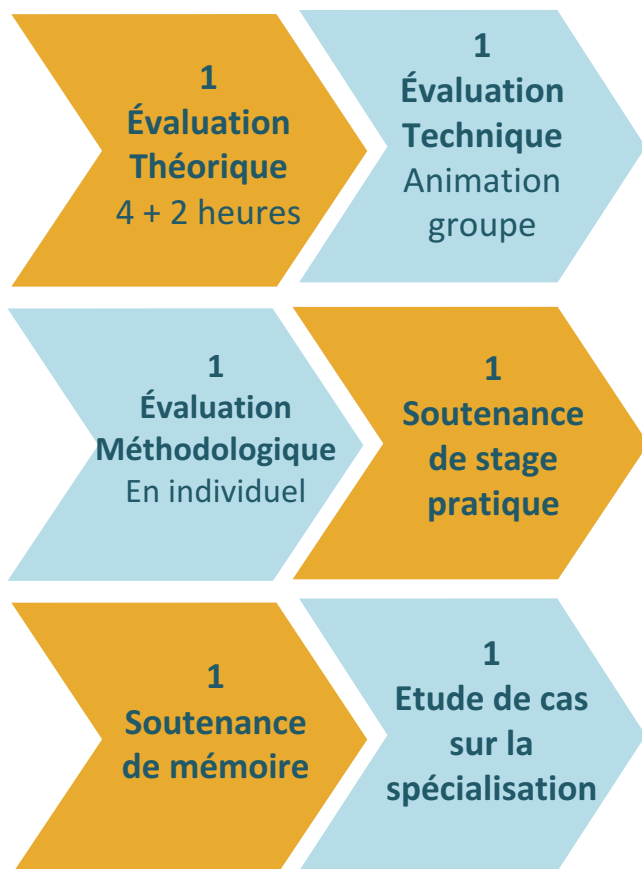 1
Évaluation
Théorique
4 + 2 heures
1
Évaluation
Technique
Animation
groupe
1
Évaluation
Méthodologique
En individuel
1
Soutenance
de stage
pratique
1
Soutenance
de mémoire
1
Etude de cas
sur la
spécialisation